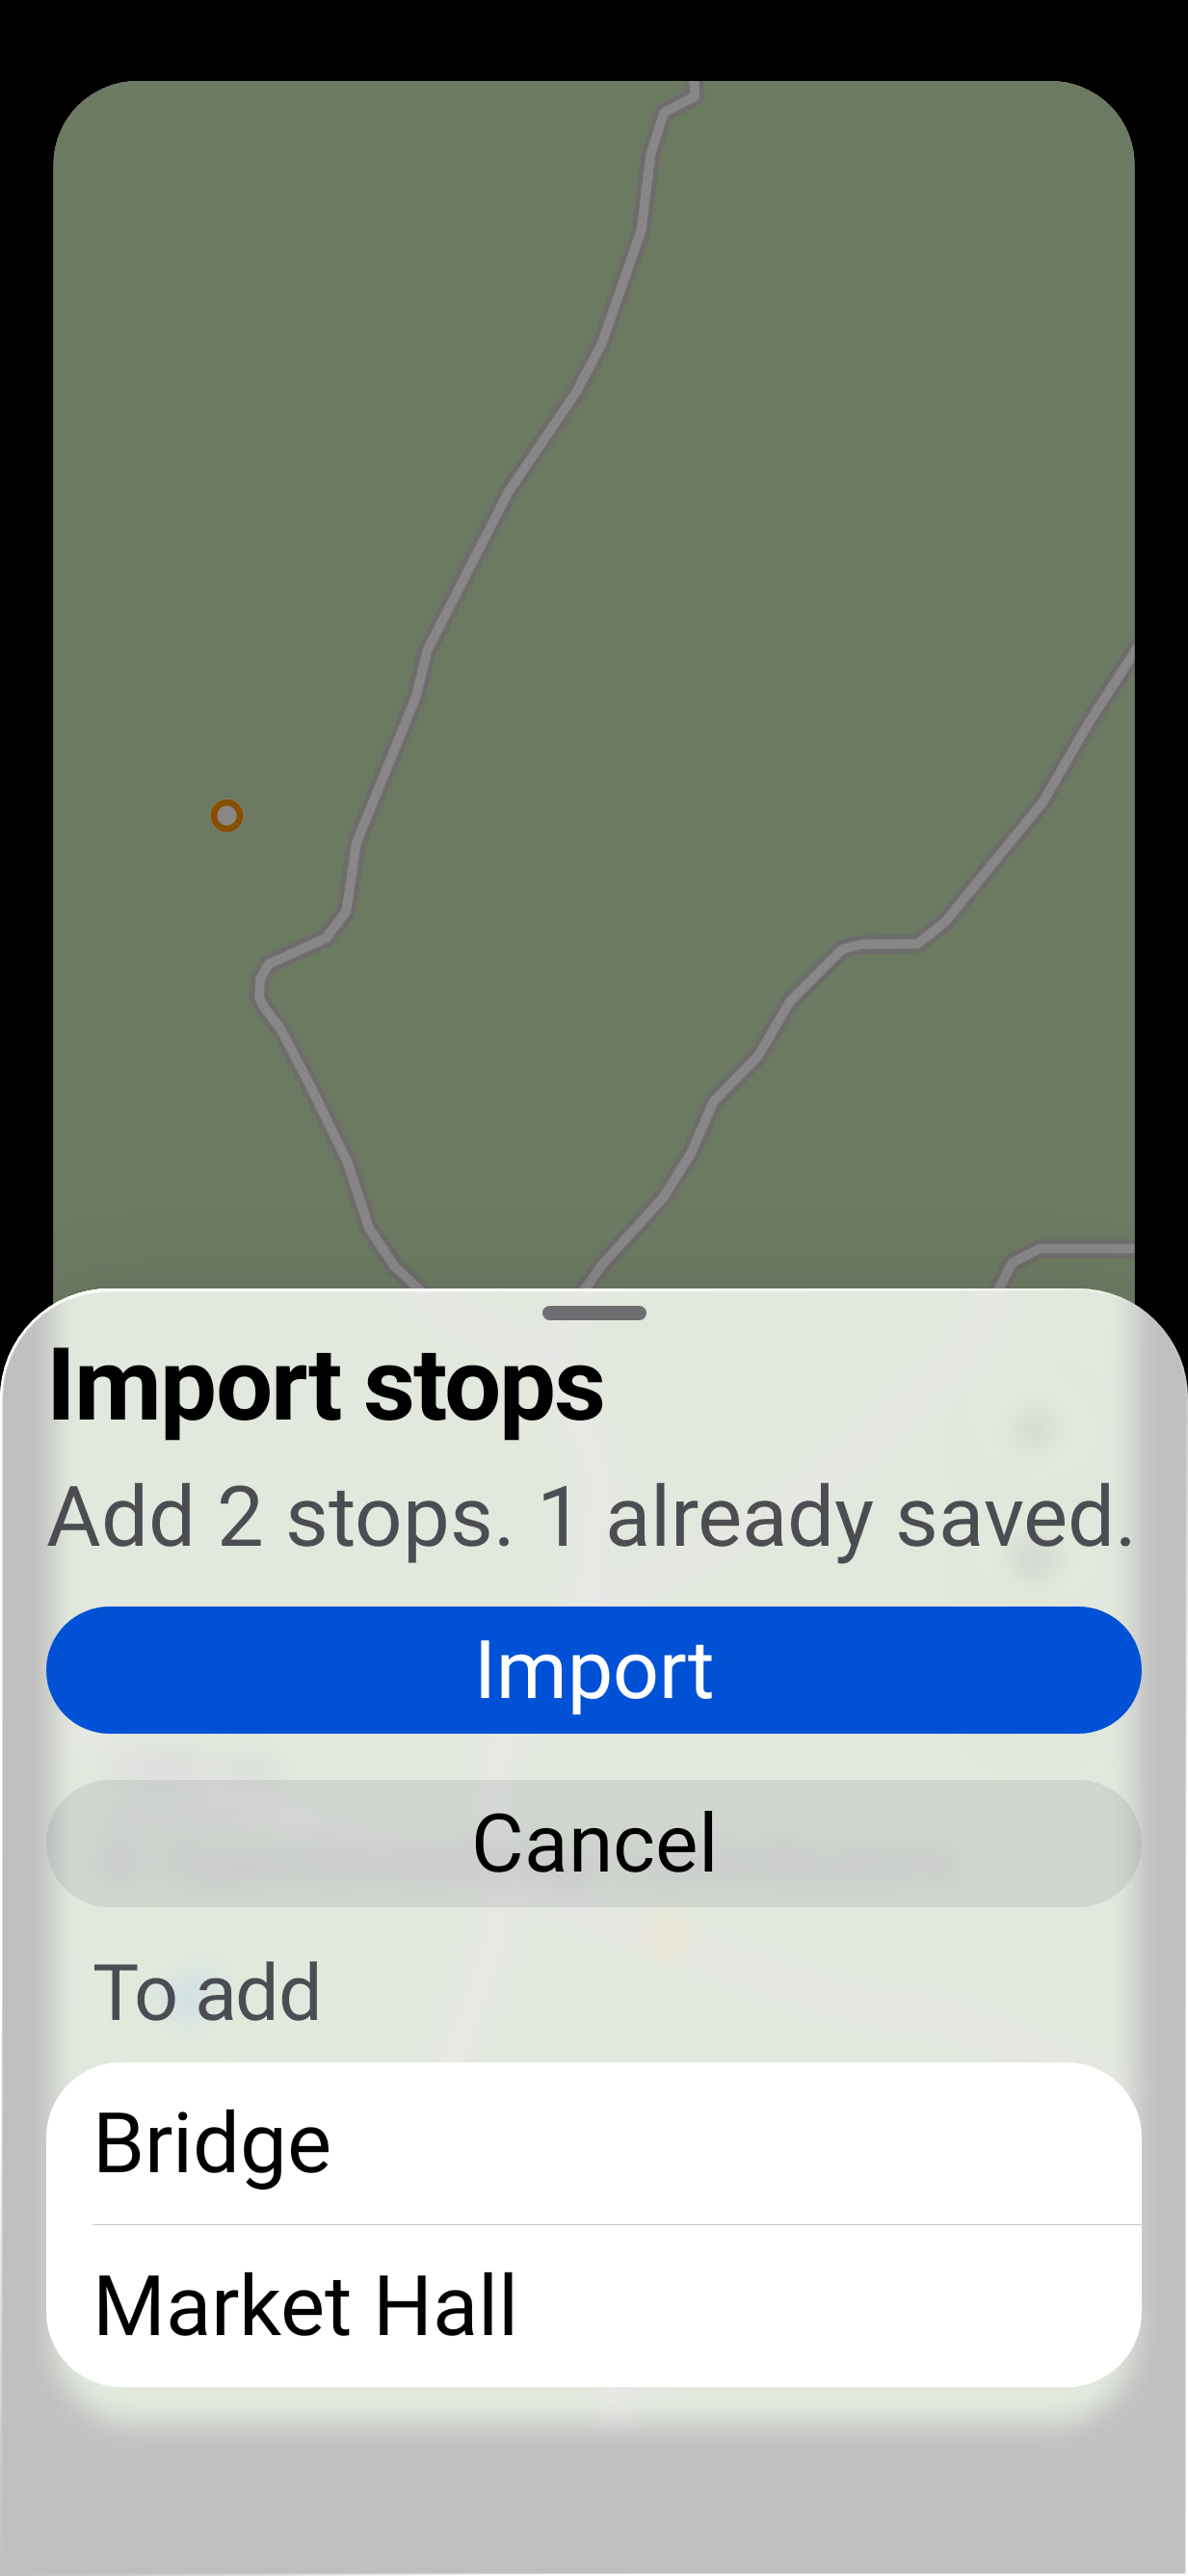 Import stops
Add 2 stops. 1 already saved.
Import
Cancel
To add
Bridge
Market Hall